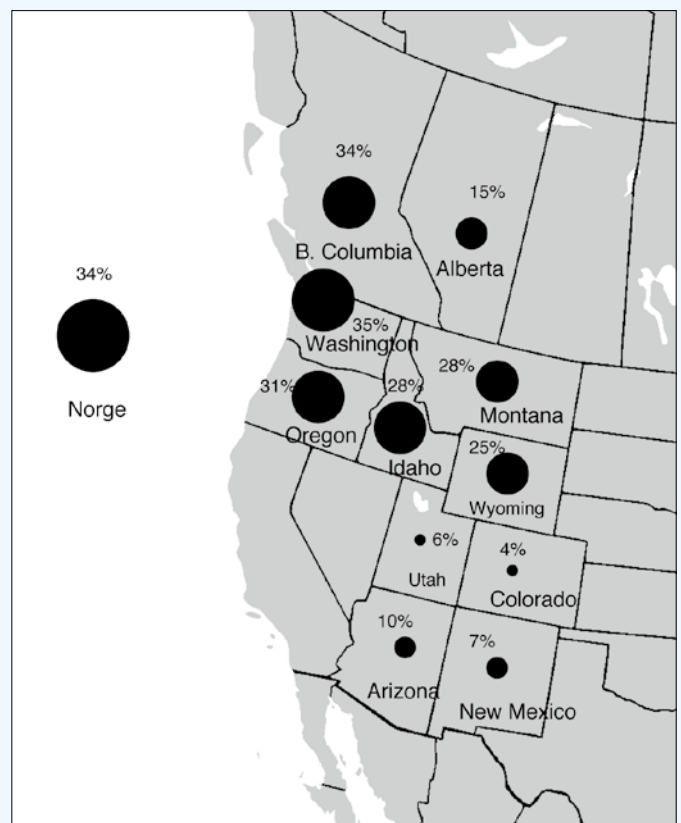 34%
B. Columbia
15%
Alberta
34%
Norge
35%
Washington
31%
Oregon
28%
Idaho
28%
Montana
25%
Wyoming
6%
Utah
4%
Colorado
10%
Arizona
7%
New Mexico